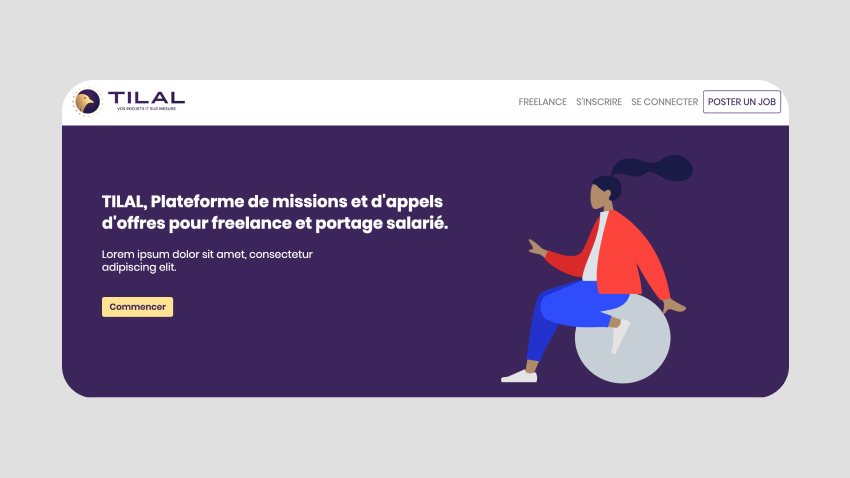 TILAL
VOS PROJETS IT SUR MESURE
FREELANCE S'INSCRIRE SE CONNECTER POSTER UN JOB
TILAL, Plateforme de missions et d'appels
d'offres pour freelance et portage salarié.
Lorem ipsum dolor sit amet, consectetur
adipiscing elit.
Commencer